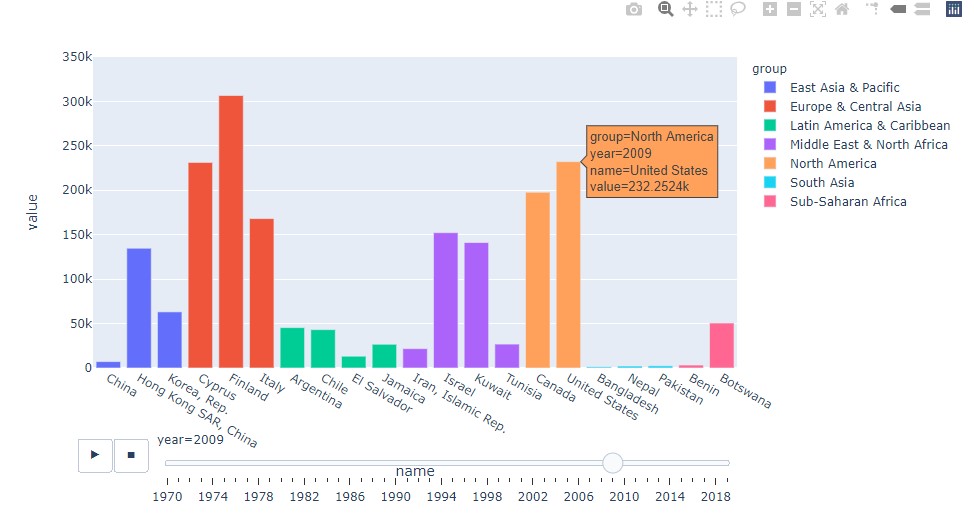 350k
300k
250k
200k
150k
100k
50k
0
value
group=North America
year=2009
name=United States
value=232.2524k
group
East Asia & Pacific
Europe & Central Asia
Latin America & Caribbean
Middle East & North Africa
North America
South Asia
Sub-Saharan Africa
China
Hong Kong SAR, China
Korea, Rep.
Cyprus
Finland
Italy
Argentina
Chile
El Salvador
Jamaica
Iran, Islamic Rep.
Israel
Kuwait
Tunisia
Canada
United States
Bangladesh
Nepal
Pakistan
Benin
Botswana
year=2009
name
1970 1974 1978 1982 1986 1990 1994 1998 2002 2006 2010 2014 2018